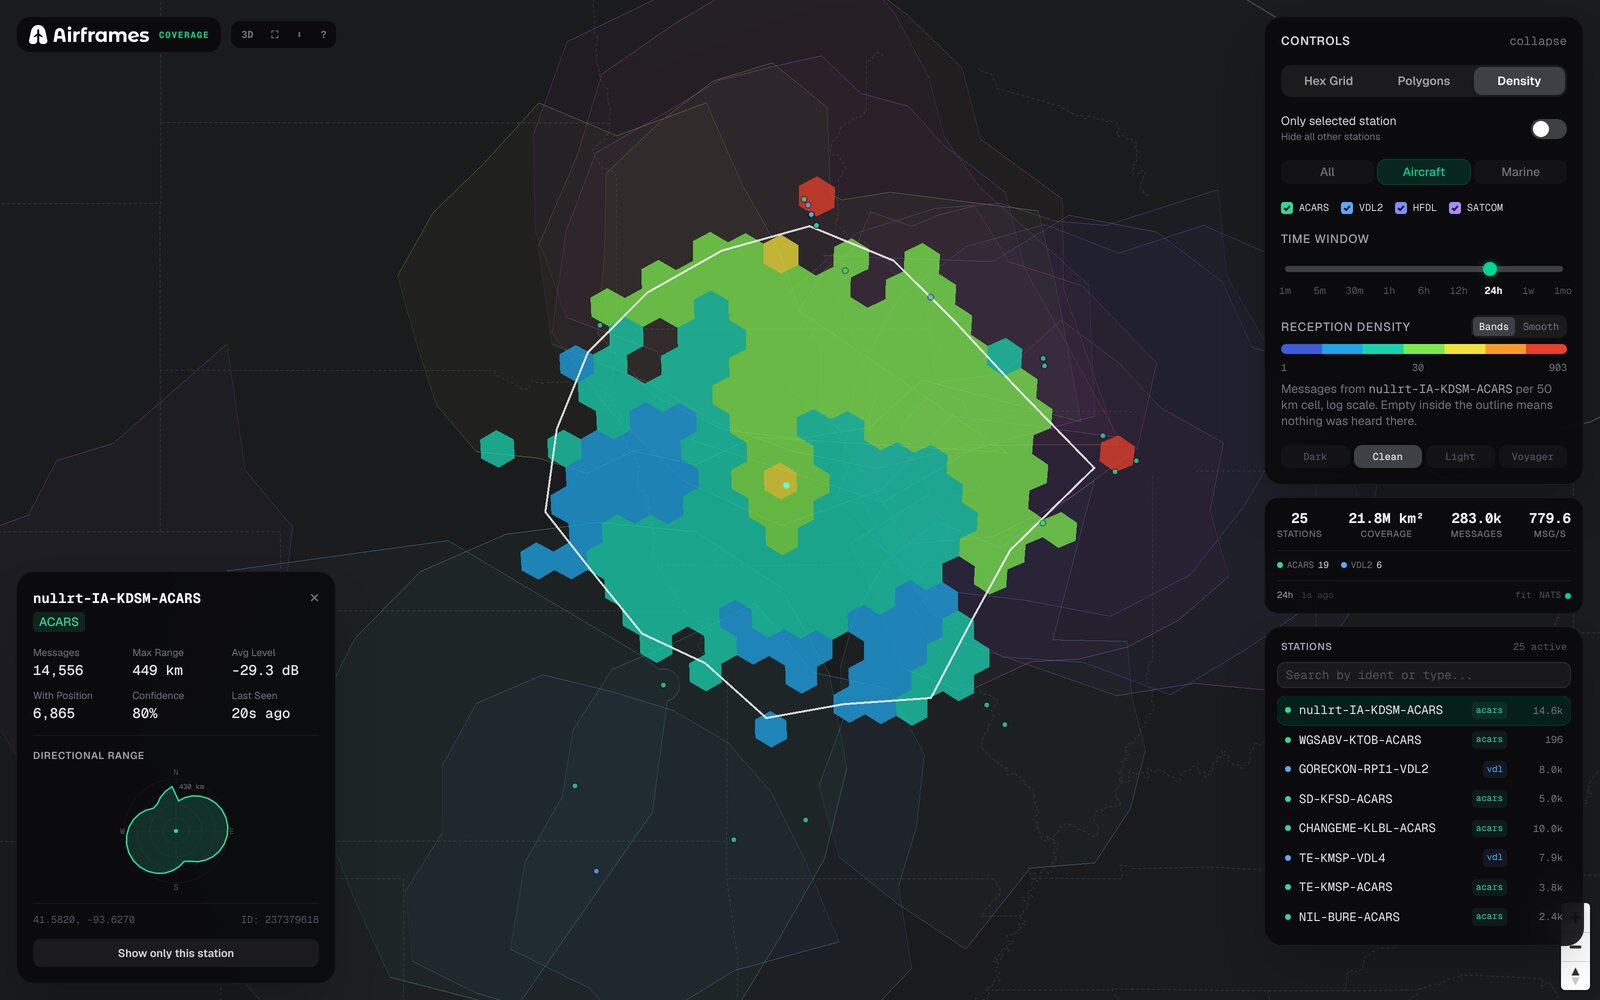 Airframes COVERAGE
3D ?
CONTROLS collapse
Hex Grid Polygons Density
Only selected station
Hide all other stations
All Aircraft Marine
ACARS VDL2 HFDL SATCOM
TIME WINDOW
1m 5m 30m 1h 6h 12h 24h 1w 1mo
RECEPTION DENSITY Bands Smooth
1 30 903
Messages from nullrt-IA-KDSM-ACARS per 50
km cell, log scale. Empty inside the outline means
nothing was heard there.
Dark Clean Light Voyager
25 21.8M km² 283.0k 779.6
STATIONS COVERAGE MESSAGES MSG/S
ACARS 19 VDL2 6
24h 1s ago fit NATS
STATIONS 25 active
Search by ident or type...
nullrt-IA-KDSM-ACARS acars 14.6k
WGSABV-KTOB-ACARS acars 196
GORECKON-RPI1-VDL2 vdl 8.0k
SD-KFSD-ACARS acars 5.0k
CHANGEME-KLBL-ACARS acars 10.0k
TE-KMSP-VDL4 vdl 7.9k
TE-KMSP-ACARS acars 3.8k
NIL-BURE-ACARS acars 2.4k
nullrt-IA-KDSM-ACARS ×
ACARS
Messages Max Range Avg Level
14,556 449 km -29.3 dB
With Position Confidence Last Seen
6,865 80% 20s ago
DIRECTIONAL RANGE
N
430 km
W E
S
41.5820, -93.6270 ID: 237379618
Show only this station